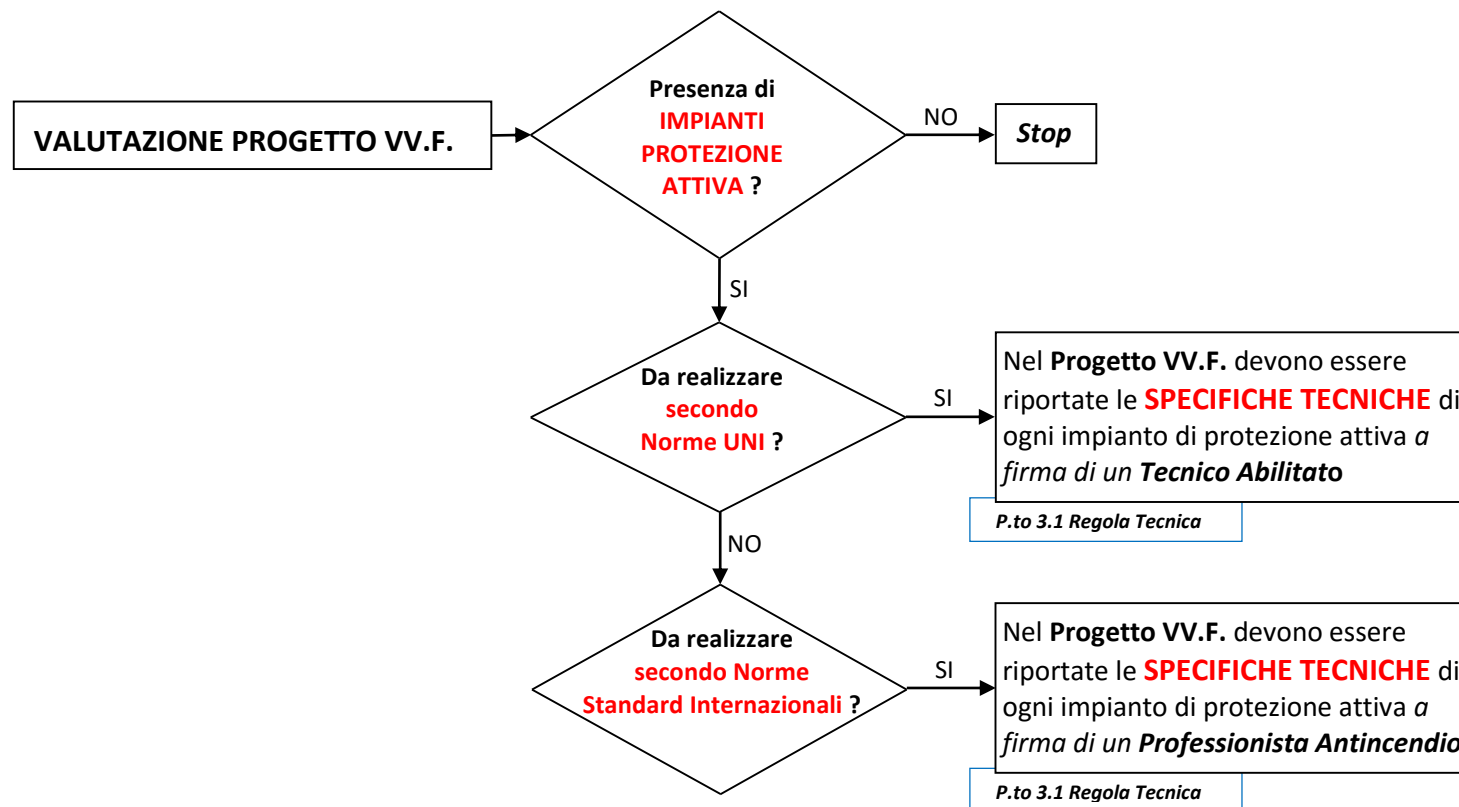 VALUTAZIONE PROGETTO VV.F.
Presenza di
IMPIANTI
PROTEZIONE
ATTIVA ?
NO
Stop
SI
Da realizzare
secondo
Norme UNI ?
SI
Nel Progetto VV.F. devono essere
riportate le SPECIFICHE TECNICHE di
ogni impianto di protezione attiva a
firma di un Tecnico Abilitato
P.to 3.1 Regola Tecnica
NO
Da realizzare
secondo Norme
Standard Internazionali ?
SI
Nel Progetto VV.F. devono essere
riportate le SPECIFICHE TECNICHE di
ogni impianto di protezione attiva a
firma di un Professionista Antincendio
P.to 3.1 Regola Tecnica